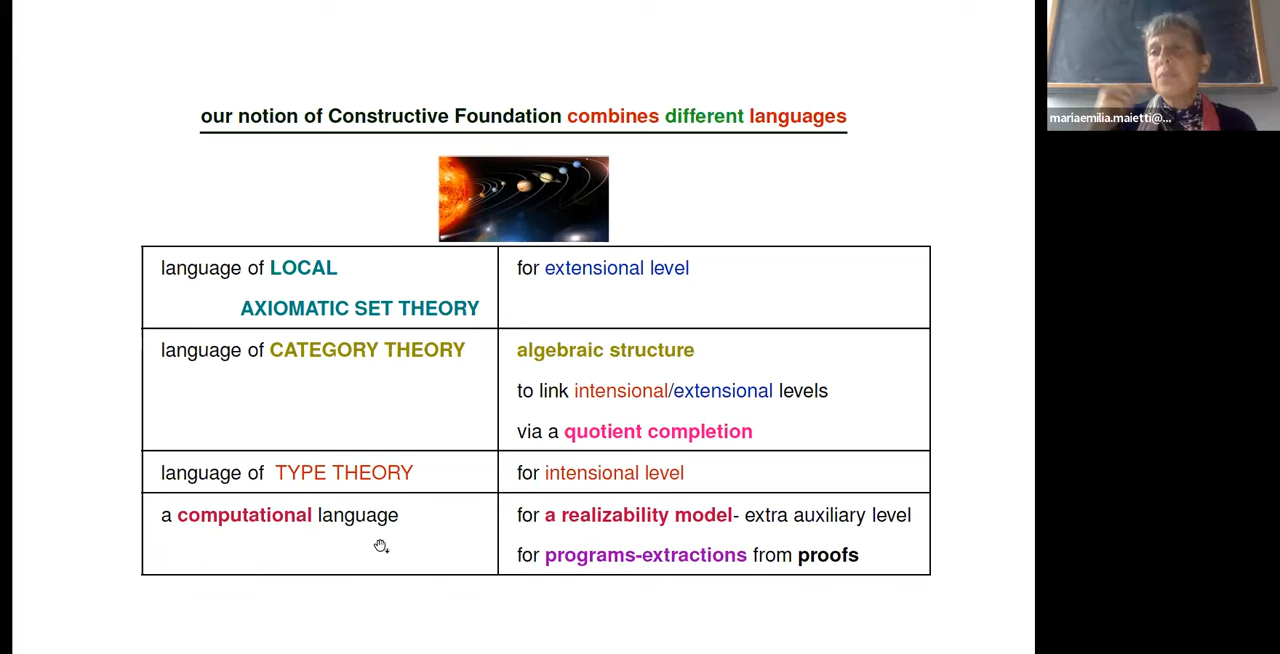 our notion of Constructive Foundation combines different languages
mariaemilia.maietti@...
language of LOCAL
AXIOMATIC SET THEORY
for extensional level
language of CATEGORY THEORY
algebraic structure
to link intensional/extensional levels
via a quotient completion
language of TYPE THEORY
for intensional level
a computational language
for a realizability model- extra auxiliary level
for programs-extractions from proofs